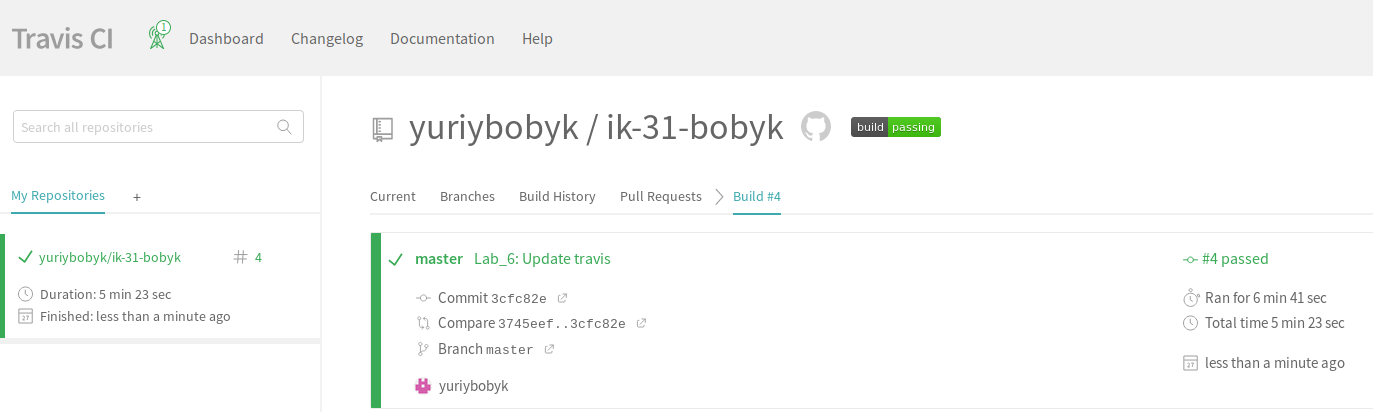 Travis CI
1
Dashboard Changelog Documentation Help
Search all repositories
My Repositories +
yuriybobyk/ik-31-bobyk # 4
Duration: 5 min 23 sec
27 Finished: less than a minute ago
yuriybobyk / ik-31-bobyk build passing
Current Branches Build History Pull Requests Build #4
master Lab_6: Update travis
Commit 3cfc82e
Compare 3745eef..3cfc82e
Branch master
yuriybobyk
#4 passed
Ran for 6 min 41 sec
Total time 5 min 23 sec
27 less than a minute ago